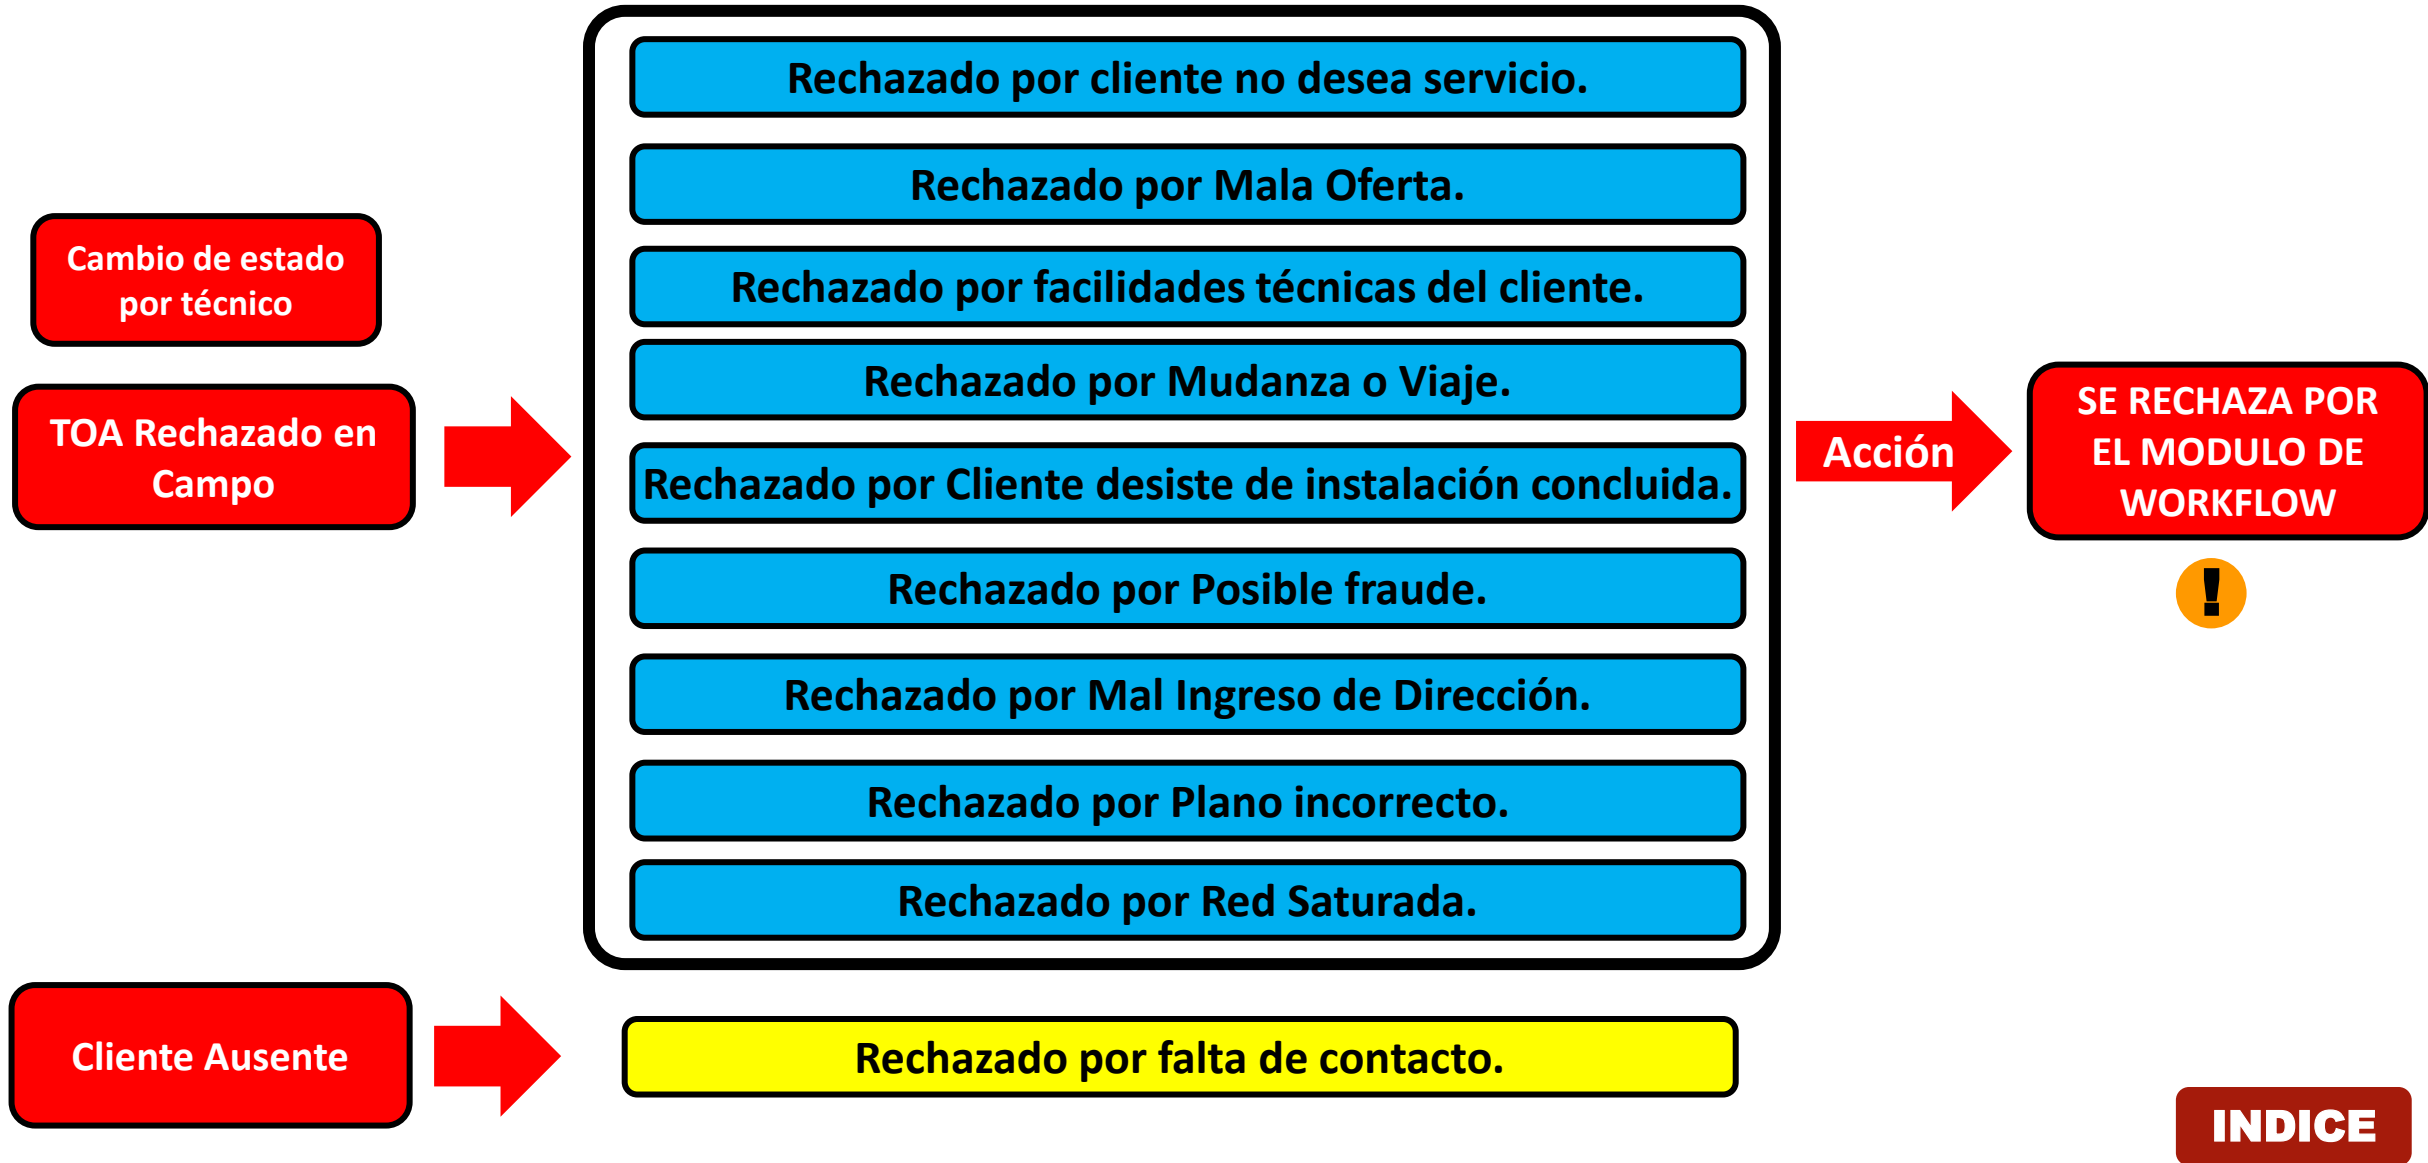 Cambio de estado
por técnico
TOA Rechazado en
Campo
Rechazado por cliente no desea servicio.
Rechazado por Mala Oferta.
Rechazado por facilidades técnicas del cliente.
Rechazado por Mudanza o Viaje.
Rechazado por Cliente desiste de instalación concluida.
Rechazado por Posible fraude.
Rechazado por Mal Ingreso de Dirección.
Rechazado por Plano incorrecto.
Rechazado por Red Saturada.
Acción
SE RECHAZA POR
EL MODULO DE
WORKFLOW
!
Cliente Ausente
Rechazado por falta de contacto.
INDICE